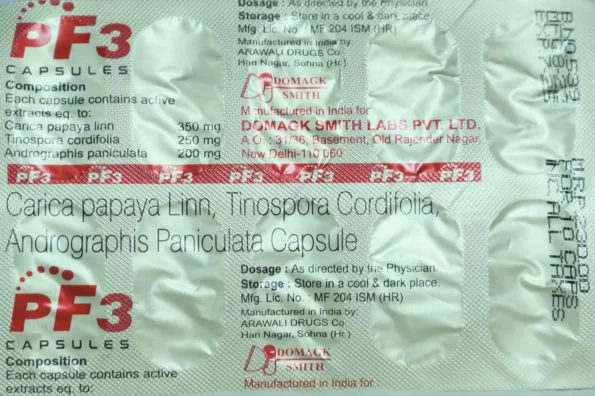 PF3
CAPSULES
Composition
Each capsule contains active
extracts eq. to:
Carica papaya linn 350 mg
Tinospora cordifolia 250 mg
Andrographis paniculata 200 mg
Dosage : As directed by the Physician
Storage : Store in a cool & dark place.
Mfg. Lic. No. : MF 204 ISM (HR)
Manufactured in India by:
ARAWALI DRUGS Co.
Hari Nagar, Sohna (Hr.)
DOMAGK
SMITH
Manufactured in India for :
DOMAGK SMITH LABS PVT. LTD.
A.O. : 31/36, Basement, Old Rajender Nagar,
New Delhi-110 060
PF3 PF3 PF3 PF3 PF3 PF3 PF3
Carica papaya Linn, Tinospora Cordifolia,
Andrographis Paniculata Capsule
PF3
CAPSULES
Composition
Each capsule contains active
extracts eq. to:
Dosage : As directed by the Physician.
Storage : Store in a cool & dark place.
Mfg. Lic. No. : MF 204 ISM (HR)
Manufactured in India by:
ARAWALI DRUGS Co.
Hari Nagar, Sohna (Hr.)
DOMAGK
SMITH
Manufactured in India for :
FOR 10 CAPS
ALL TAXES